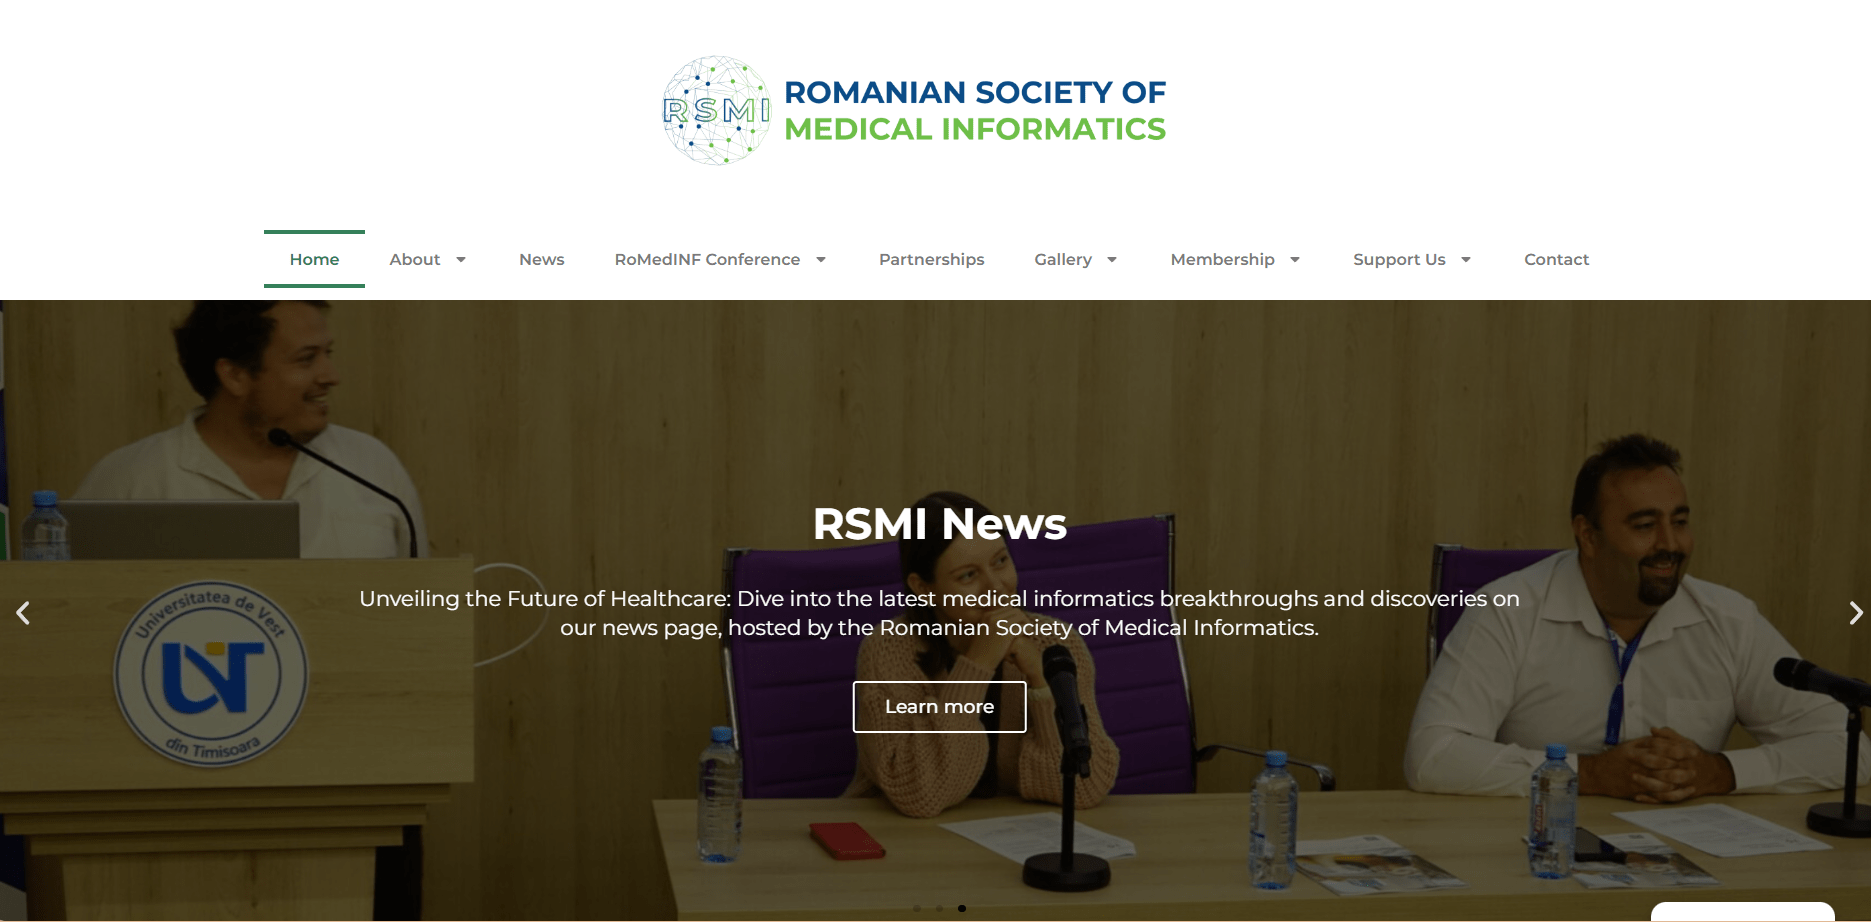 RSMI
ROMANIAN SOCIETY OF
MEDICAL INFORMATICS
Home
About
News
RoMedINF Conference
Partnerships
Gallery
Membership
Support Us
Contact
RSMI News
Unveiling the Future of Healthcare: Dive into the latest medical informatics breakthroughs and discoveries on
our news page, hosted by the Romanian Society of Medical Informatics.
Learn more
Universitatea de Vest
din Timisoara